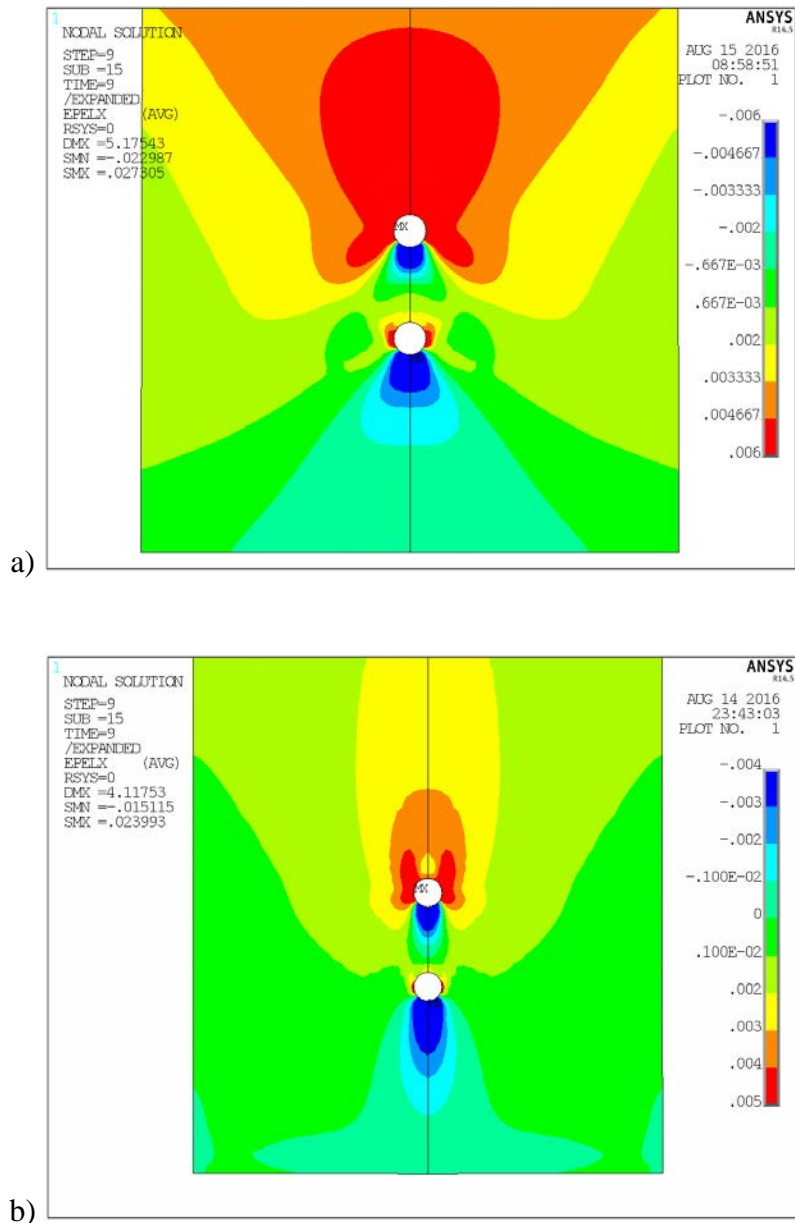 1
NODAL SOLUTION
STEP=9
SUB =15
TIME=9
/EXPANDED
EPELX    (AVG)
RSYS=0
DMX =5.17543
SMN =-.022987
SMX =.027305
ANSYS
R14.5
AUG 15 2016
08:58:51
PLOT NO.   1
-.006
-.004667
-.003333
-.002
-.667E-03
.667E-03
.002
.003333
.004667
.006
MX
a)
1
NODAL SOLUTION
STEP=9
SUB =15
TIME=9
/EXPANDED
EPELX    (AVG)
RSYS=0
DMX =4.11753
SMN =-.015115
SMX =.023993
ANSYS
R14.5
AUG 14 2016
23:43:03
PLOT NO.   1
-.004
-.003
-.002
-.100E-02
0
.100E-02
.002
.003
.004
.005
MX
b)